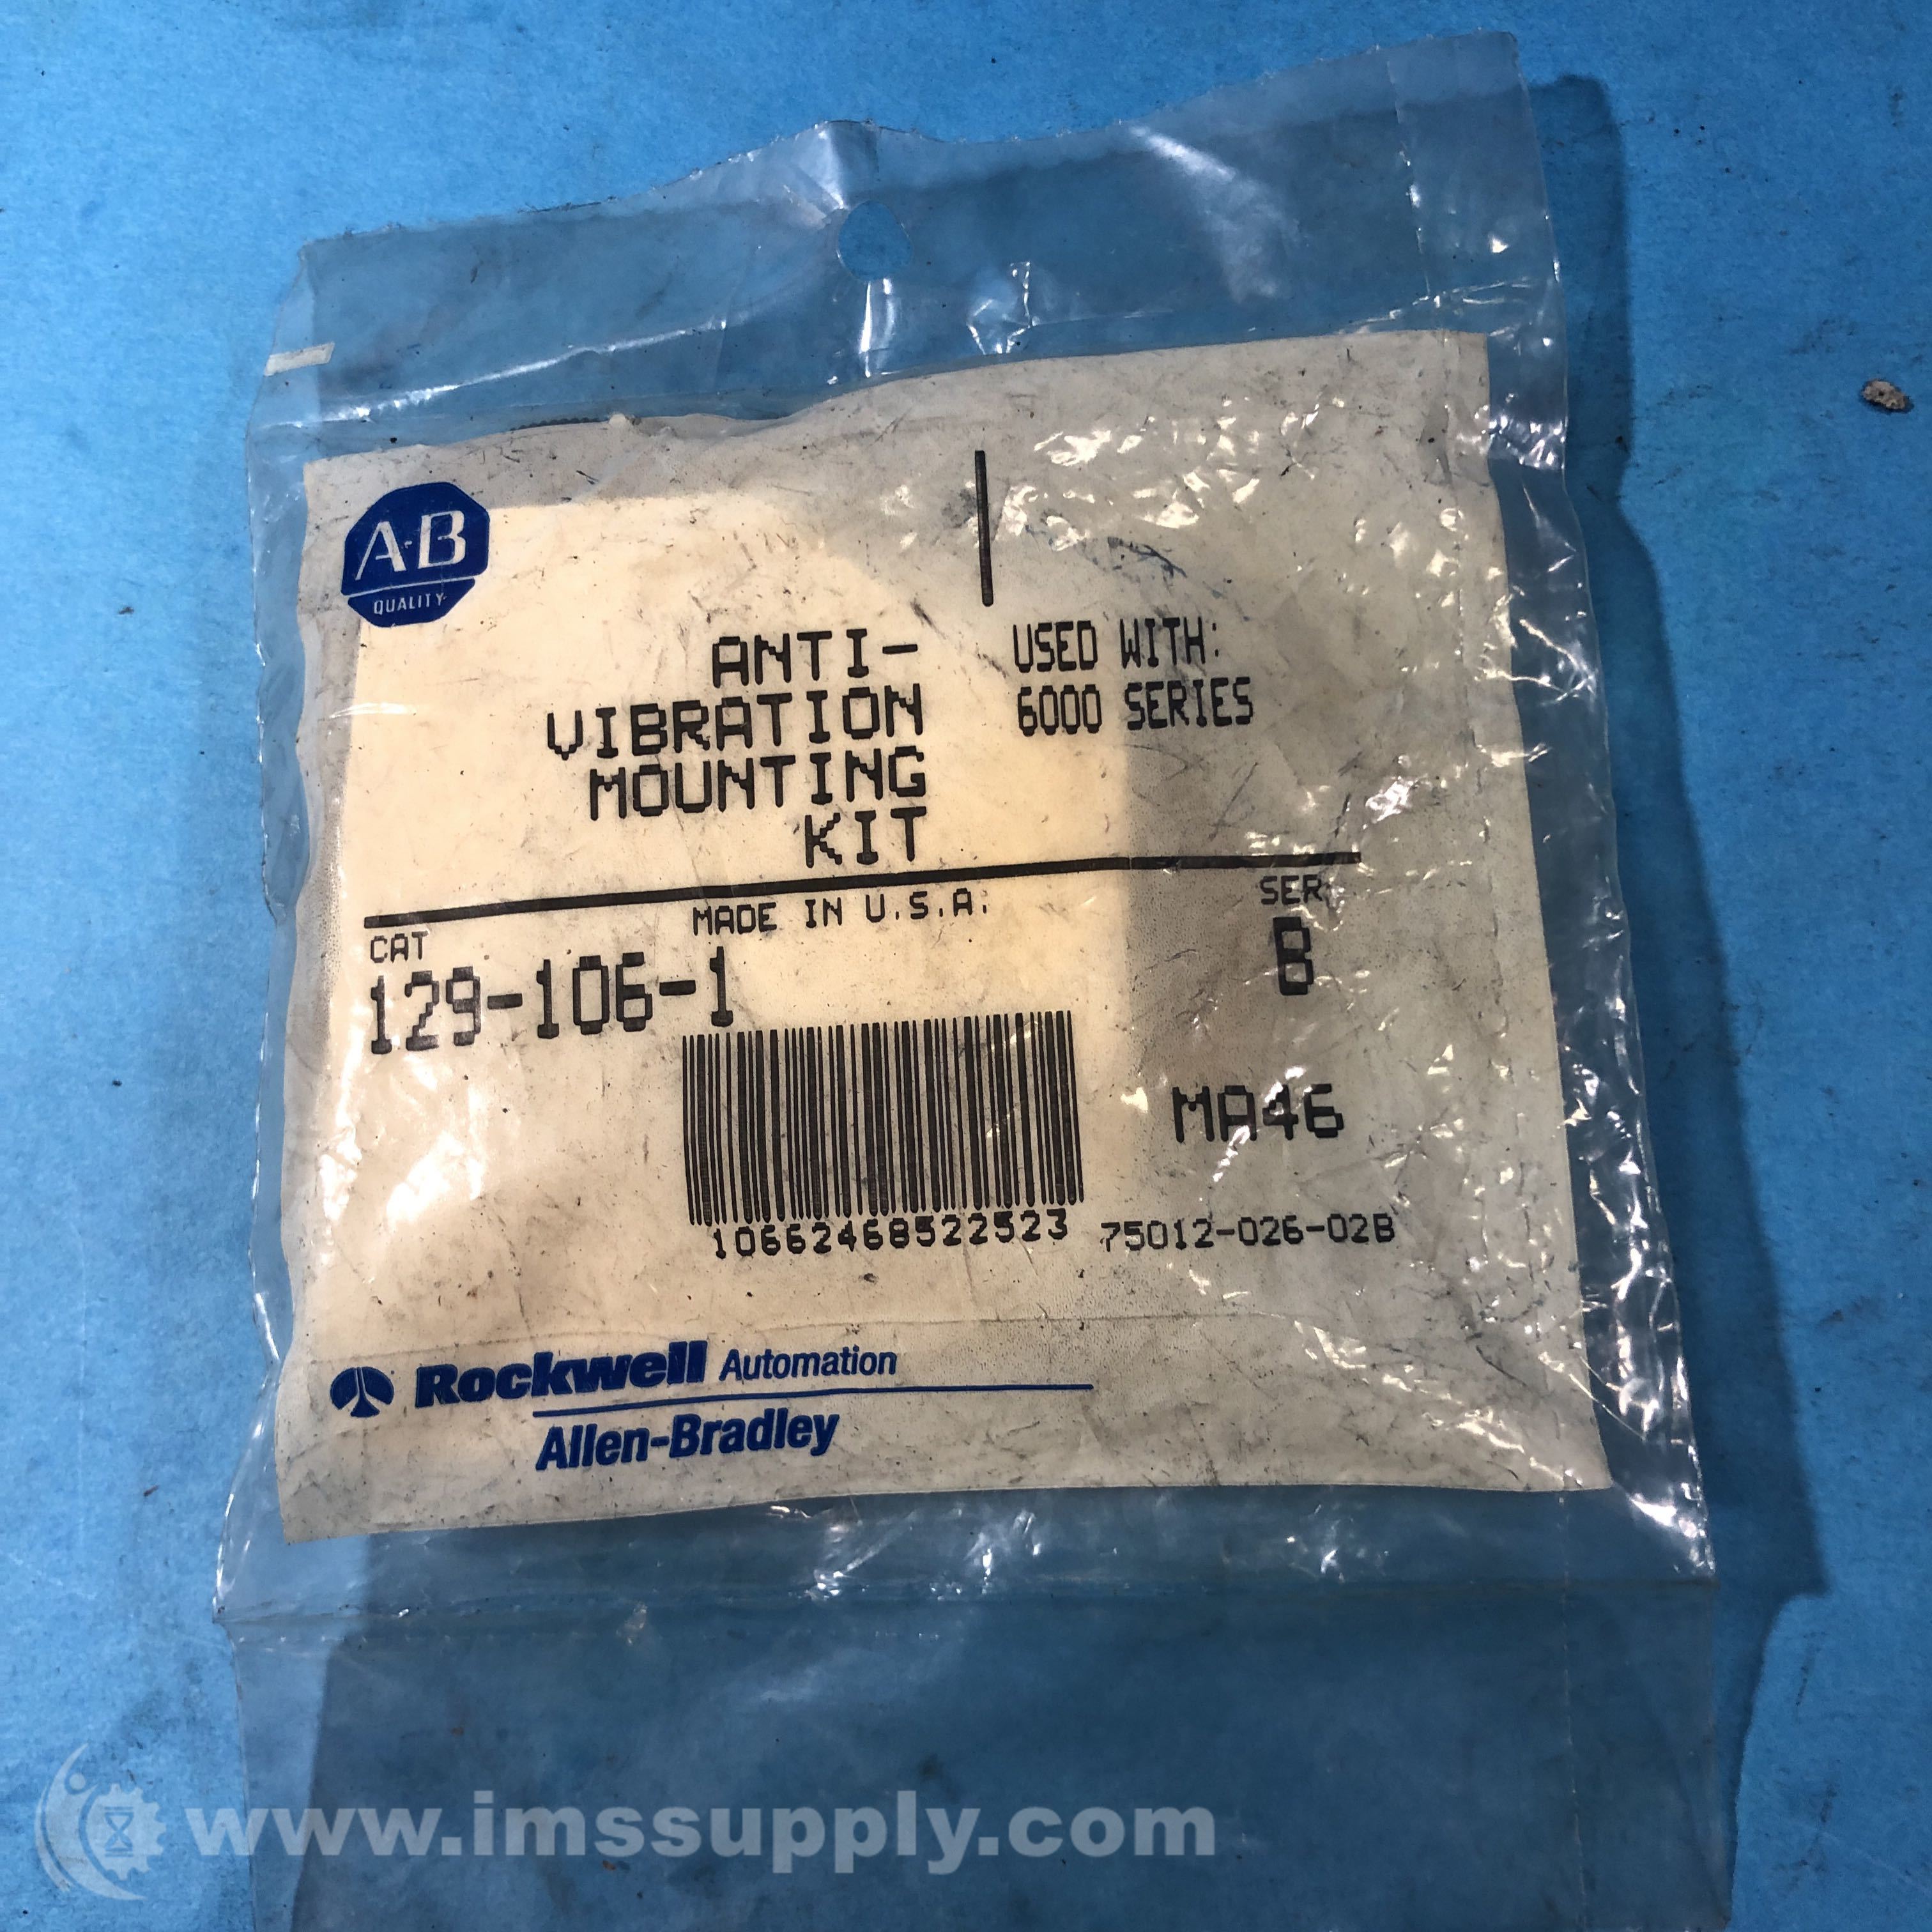 A-B
QUALITY
ANTI-
VIBRATION
MOUNTING
KIT
USED WITH:
6000 SERIES
MADE IN U.S.A.
SER
CAT
129-106-1
B
MA46
10662468522523
75012-026-02B
Rockwell Automation
Allen-Bradley
www.imssupply.com